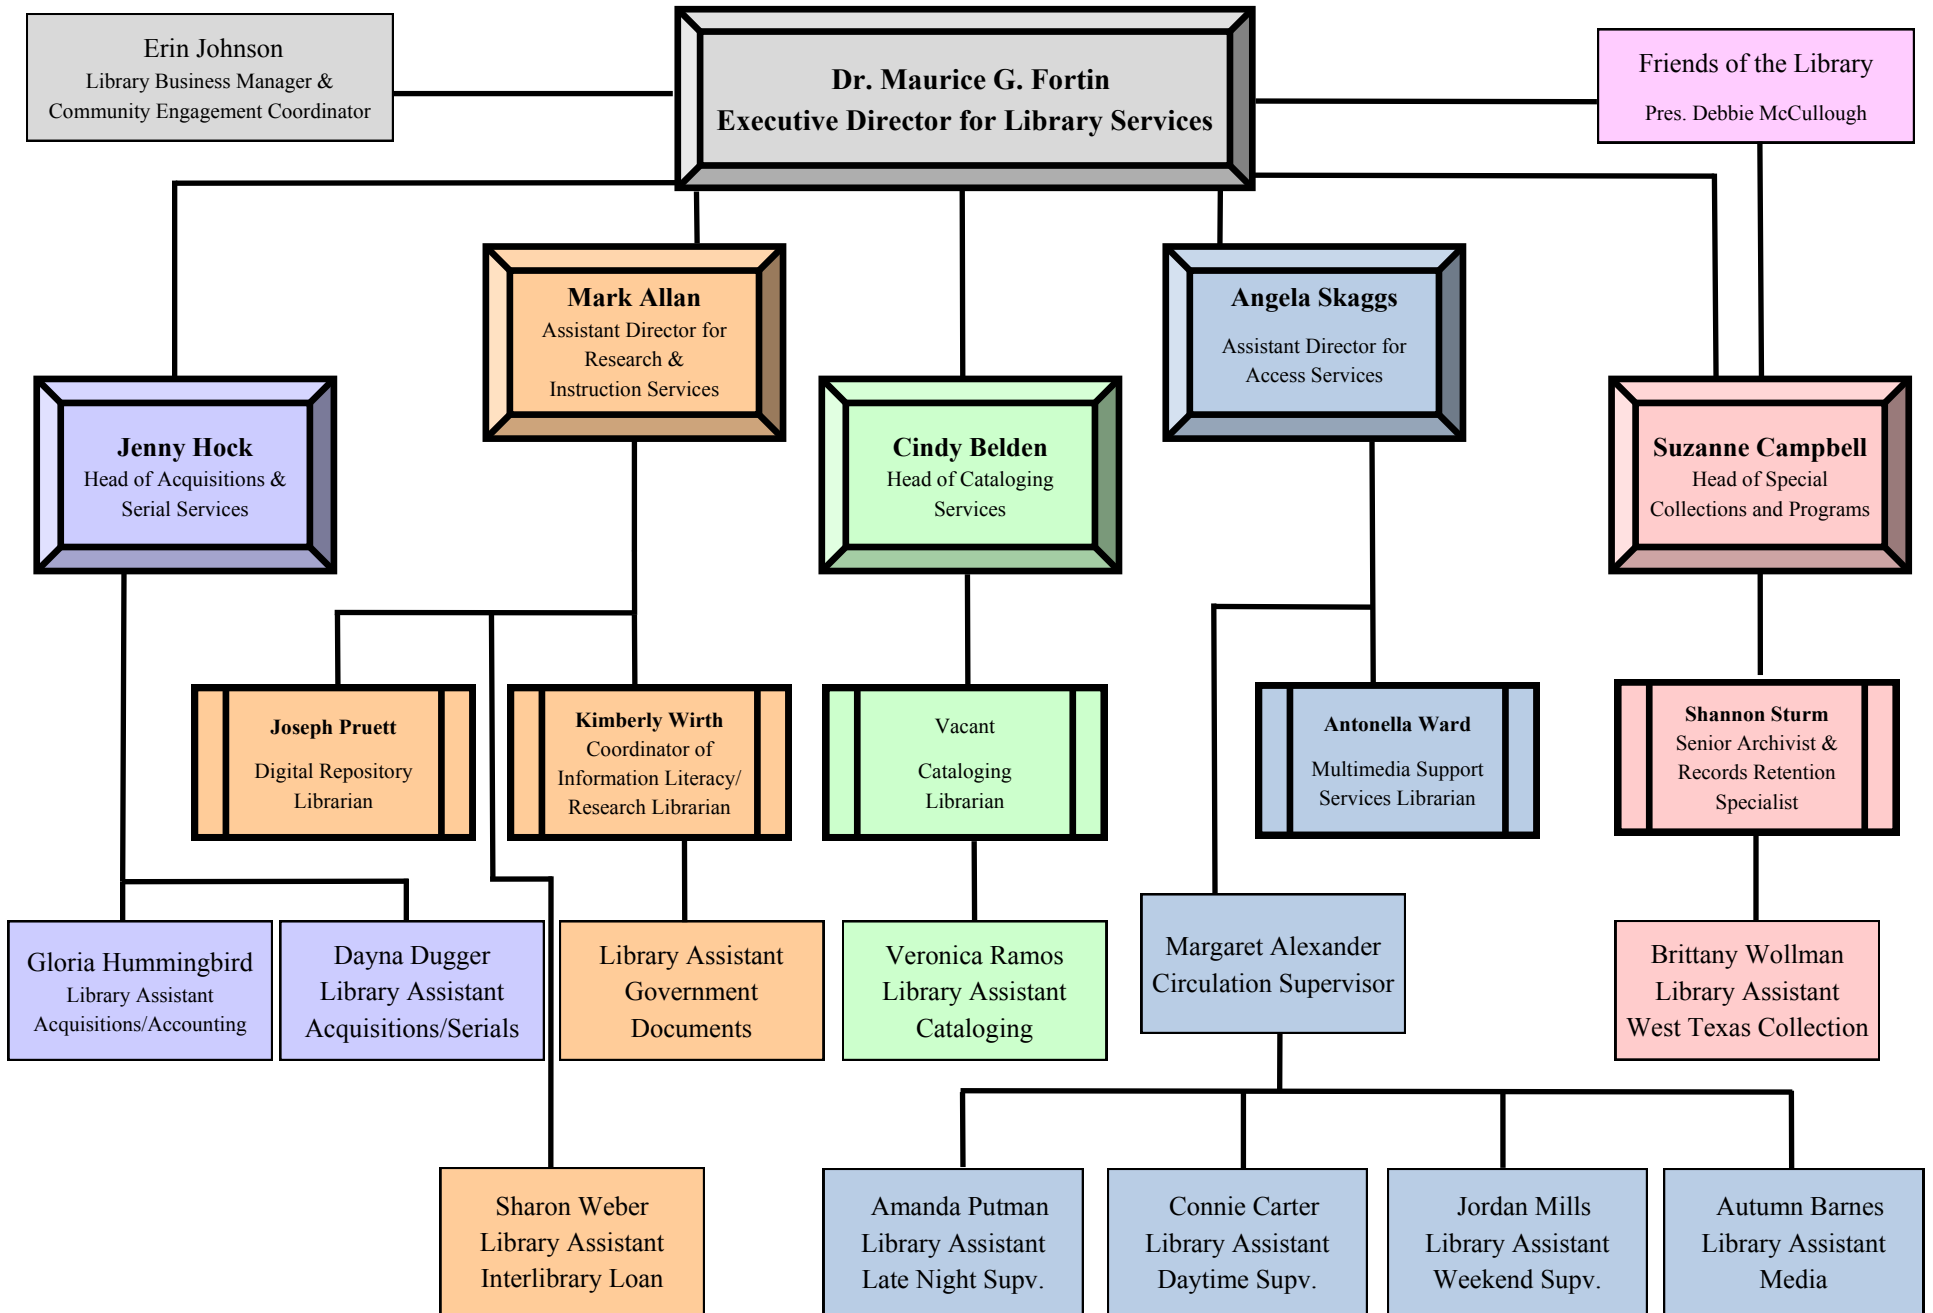 Erin Johnson
Library Business Manager &
Community Engagement Coordinator
Dr. Maurice G. Fortin
Executive Director for Library Services
Friends of the Library
Pres. Debbie McCullough
Mark Allan
Assistant Director for
Research &
Instruction Services
Angela Skaggs
Assistant Director for
Access Services
Jenny Hock
Head of Acquisitions &
Serial Services
Cindy Belden
Head of Cataloging
Services
Suzanne Campbell
Head of Special
Collections and Programs
Joseph Pruett
Digital Repository
Librarian
Kimberly Wirth
Coordinator of
Information Literacy/
Research Librarian
Vacant
Cataloging
Librarian
Antonella Ward
Multimedia Support
Services Librarian
Shannon Sturm
Senior Archivist &
Records Retention
Specialist
Gloria Hummingbird
Library Assistant
Acquisitions/Accounting
Dayna Dugger
Library Assistant
Acquisitions/Serials
Library Assistant
Government
Documents
Veronica Ramos
Library Assistant
Cataloging
Margaret Alexander
Circulation Supervisor
Brittany Wollman
Library Assistant
West Texas Collection
Sharon Weber
Library Assistant
Interlibrary Loan
Amanda Putman
Library Assistant
Late Night Supv.
Connie Carter
Library Assistant
Daytime Supv.
Jordan Mills
Library Assistant
Weekend Supv.
Autumn Barnes
Library Assistant
Media